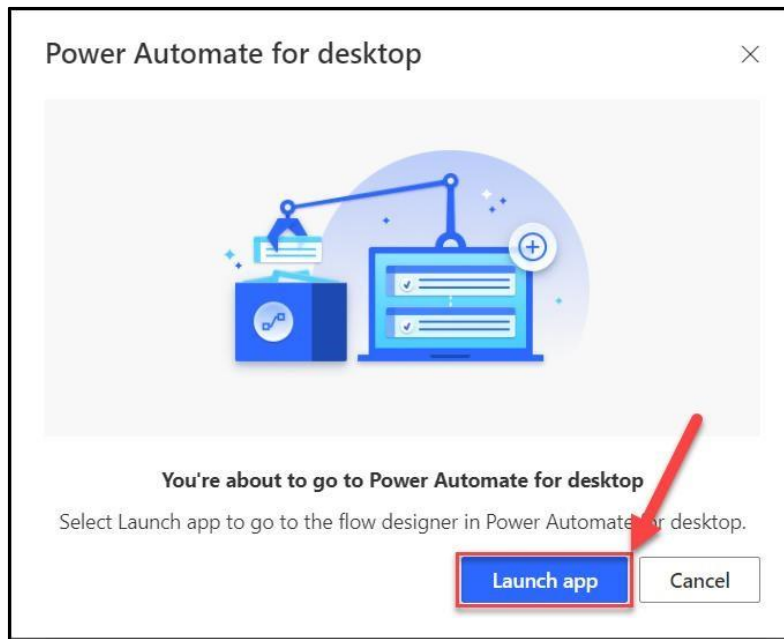 Power Automate for desktop
You're about to go to Power Automate for desktop
Select Launch app to go to the flow designer in Power Automate for desktop.
Launch app
Cancel